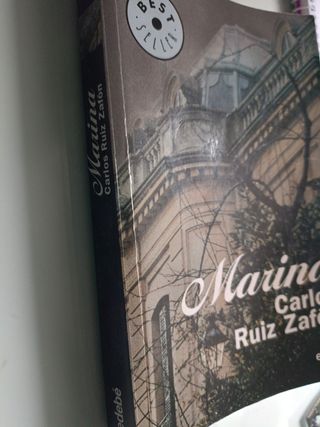 BEST
SELLER
Marina
Carlos Ruiz Zafón
edebé
Marina
Carlo
Ruiz Zafó
e